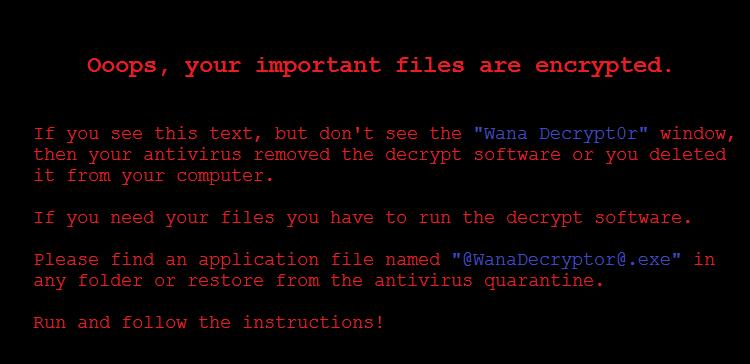 Ooops, your important files are encrypted.
If you see this text, but don't see the "Wana Decrypt0r" window,
then your antivirus removed the decrypt software or you deleted
it from your computer.
If you need your files you have to run the decrypt software.
Please find an application file named "@WanaDecryptor@.exe" in
any folder or restore from the antivirus quarantine.
Run and follow the instructions!